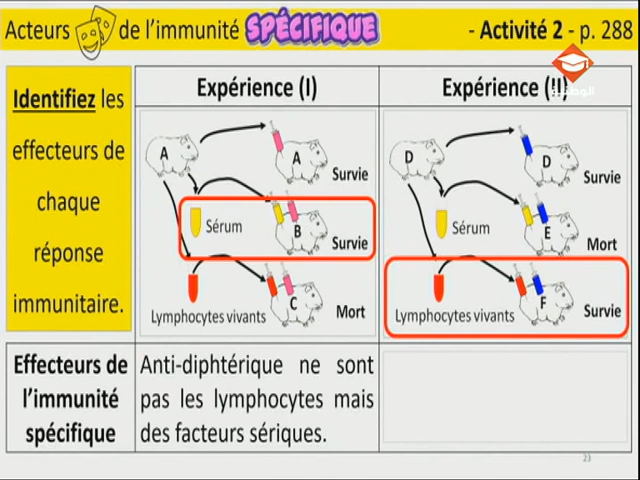 Acteurs de l'immunité SPÉCIFIQUE - Activité 2 - p. 288
Identifiez les
effecteurs de
chaque
réponse
immunitaire.
Expérience (I)
A
A
Survie
Sérum
B
Survie
Lymphocytes vivants
C
Mort
Expérience (II)
D
D
Survie
Sérum
E
Mort
Lymphocytes vivants
F
Survie
Effecteurs de
l'immunité
spécifique
Anti-diphtérique ne sont
pas les lymphocytes mais
des facteurs sériques.
23